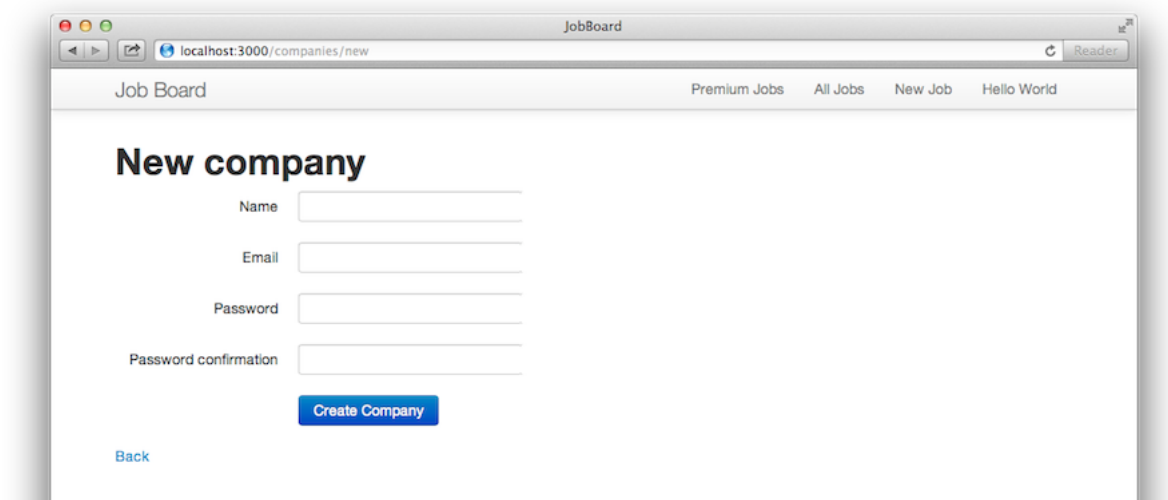 JobBoard
localhost:3000/companies/new
Reader
Job Board
Premium Jobs All Jobs New Job Hello World
New company
Name
Email
Password
Password confirmation
Create Company
Back